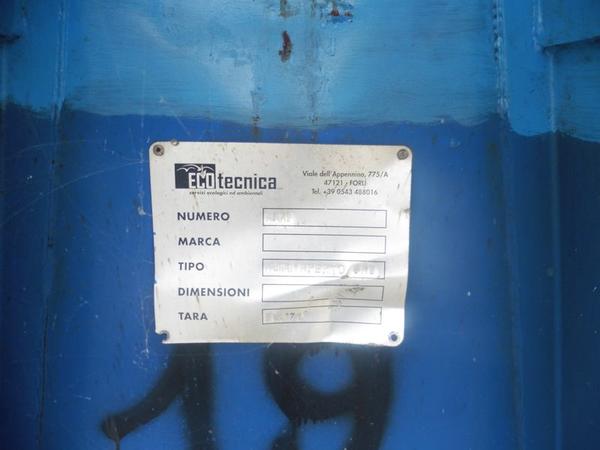 ECOtecnica
servizi ecologici ed ambientali
Viale dell'Appennino, 775/A
47121 - FORLÌ
Tel. +39 0543 488016
NUMERO
MARCA
TIPO
DIMENSIONI
TARA
19